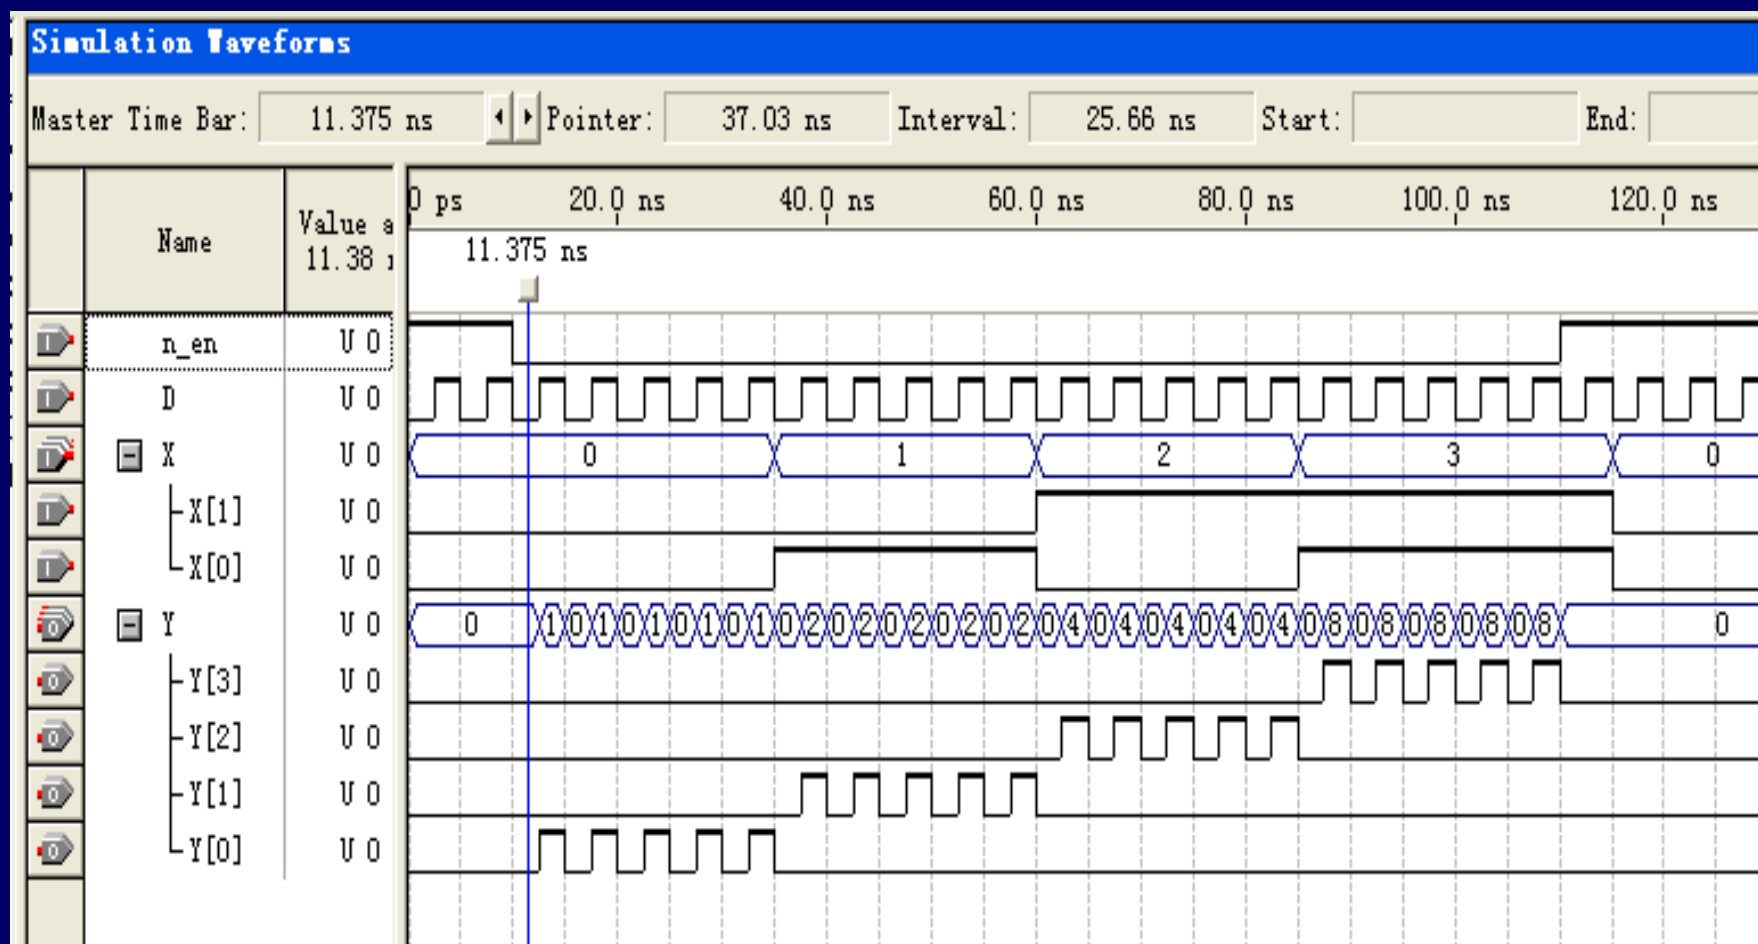 Simulation Waveforms
Master Time Bar: 11.375 ns Pointer: 37.03 ns Interval: 25.66 ns Start: End:
Name Value a 11.38
0 ps 20.0 ns 40.0 ns 60.0 ns 80.0 ns 100.0 ns 120.0 ns
11.375 ns
n_en U 0
D U 0
X U 0 0 1 2 3 0
X[1] U 0
X[0] U 0
Y U 0 0 1 0 1 0 1 0 1 0 1 0 2 0 2 0 2 0 2 0 2 0 4 0 4 0 4 0 4 0 4 0 8 0 8 0 8 0 8 0 8 0
Y[3] U 0
Y[2] U 0
Y[1] U 0
Y[0] U 0